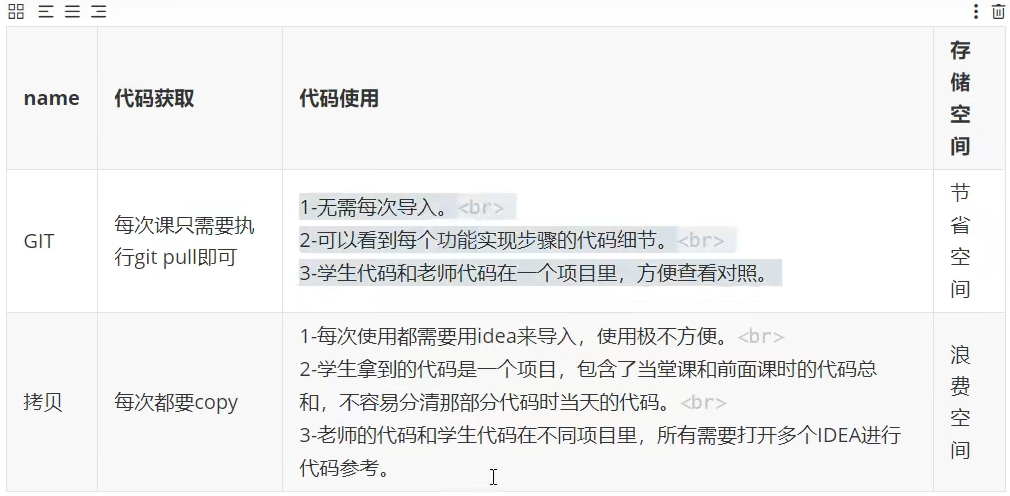 name
代码获取
代码使用
存
储
空
间
GIT
每次课只需要执
行git pull即可
1-无需每次导入。<br>
2-可以看到每个功能实现步骤的代码细节。<br>
3-学生代码和老师代码在一个项目里，方便查看对照。
节
省
空
间
拷贝
每次都要copy
1-每次使用都需要用idea来导入，使用极不方便。<br>
2-学生拿到的代码是一个项目，包含了当堂课和前面课时的代码总
和，不容易分清那部分代码时当天的代码。<br>
3-老师的代码和学生代码在不同项目里，所有需要打开多个IDEA进行
代码参考。
浪
费
空
间